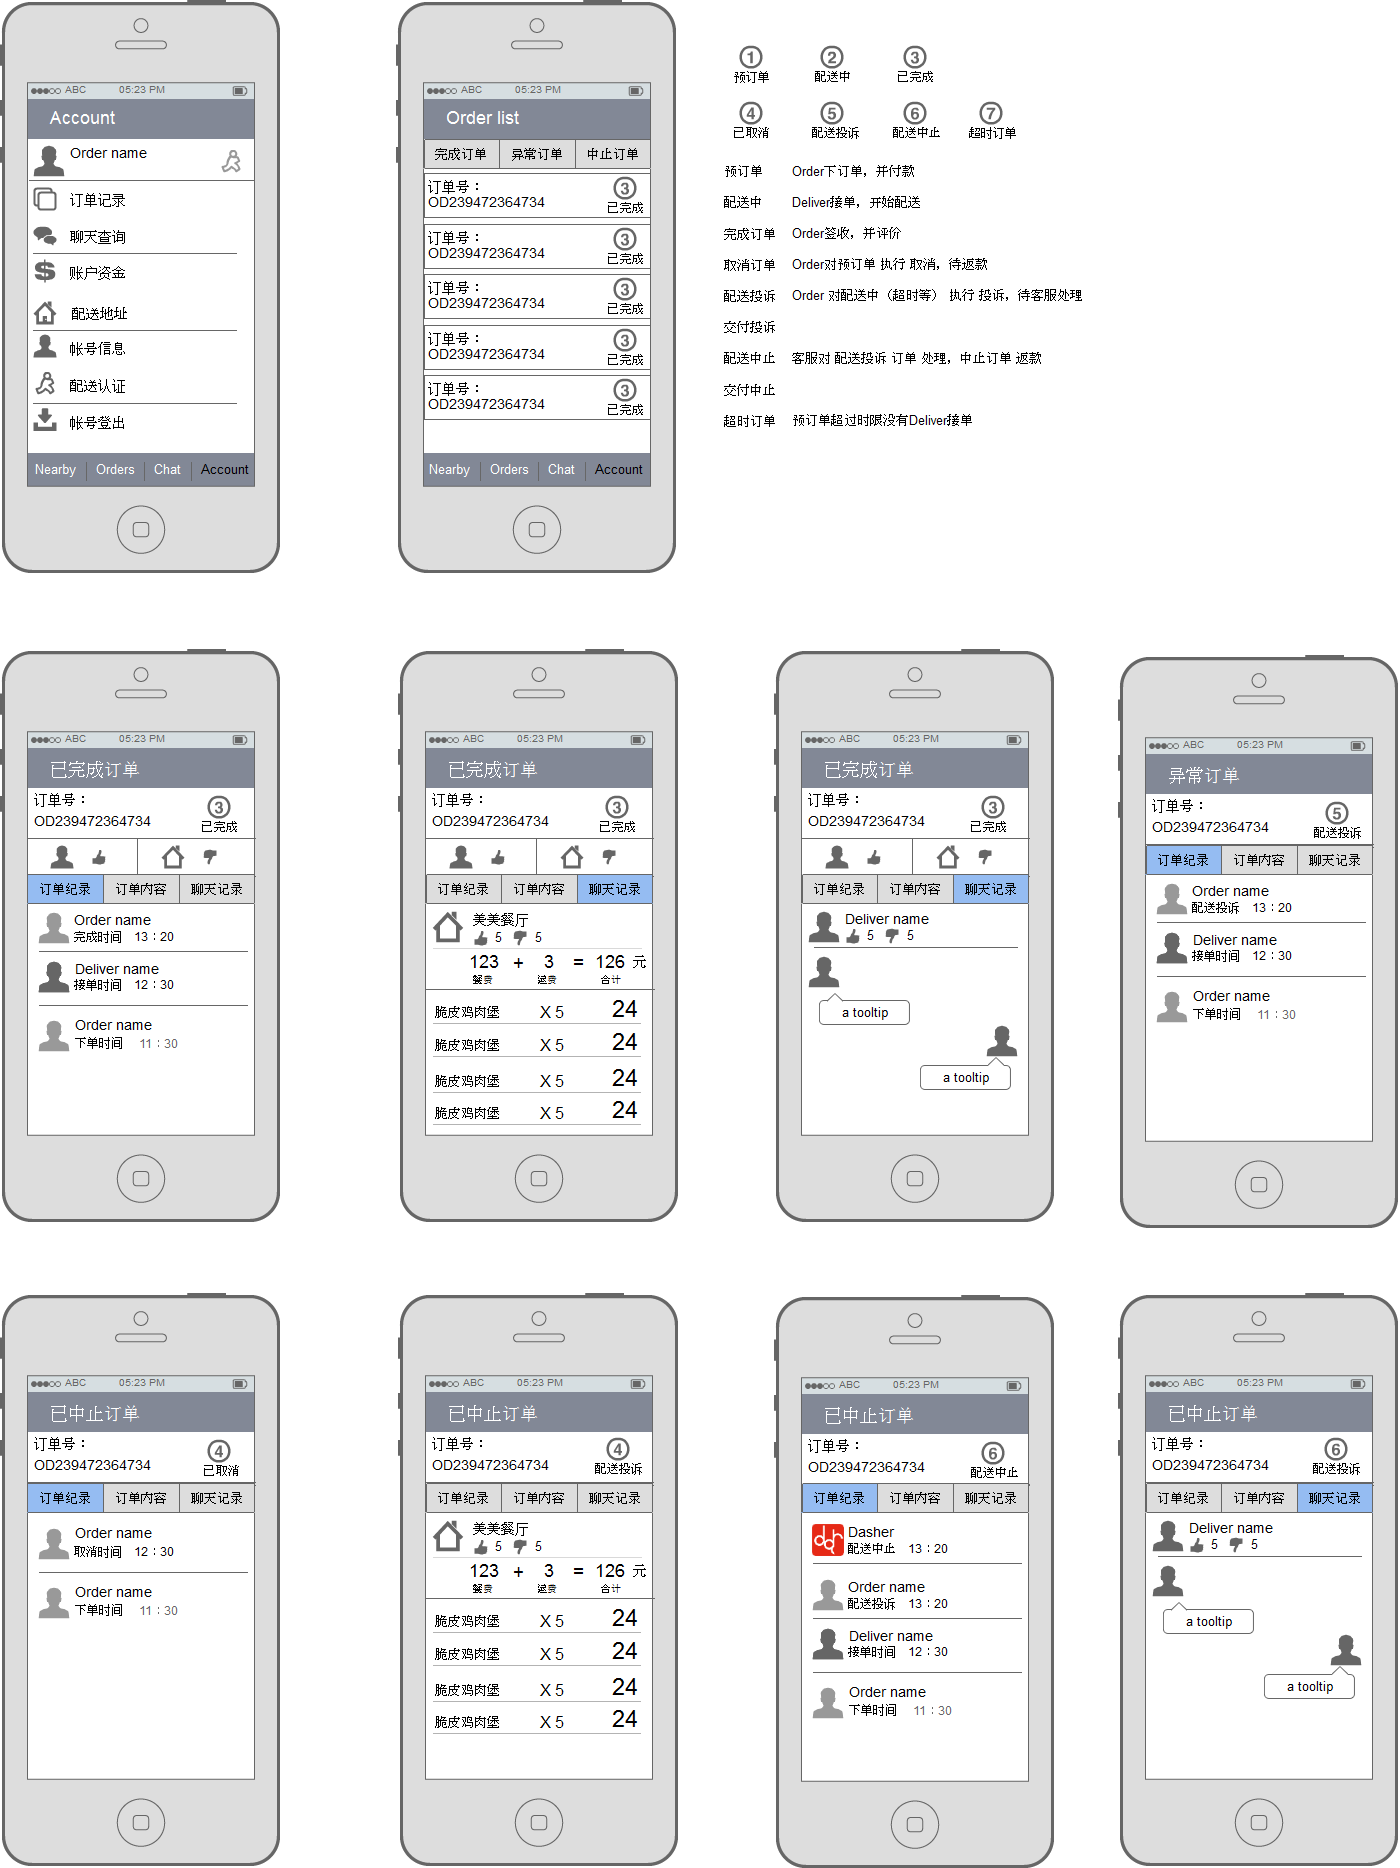 ABC 05:23 PM
Account
Order name
订单记录
聊天查询
账户资金
配送地址
帐号信息
配送认证
帐号登出
Nearby Orders Chat Account
ABC 05:23 PM
Order list
完成订单 异常订单 中止订单
订单号：
OD239472364734
3
已完成
订单号：
OD239472364734
3
已完成
订单号：
OD239472364734
3
已完成
订单号：
OD239472364734
3
已完成
订单号：
OD239472364734
3
已完成
Nearby Orders Chat Account
1 2 3
预订单 配送中 已完成
4 5 6 7
已取消 配送投诉 配送中止 超时订单
预订单 Order下订单，并付款
配送中 Deliver接单，开始配送
完成订单 Order签收，并评价
取消订单 Order对预订单 执行 取消，待返款
配送投诉 Order 对配送中（超时等） 执行 投诉，待客服处理
交付投诉
配送中止 客服对 配送投诉 订单 处理，中止订单 返款
交付中止
超时订单 预订单超过时限没有Deliver接单
ABC 05:23 PM
已完成订单
订单号：
OD239472364734
3
已完成
订单纪录 订单内容 聊天记录
Order name
完成时间 13：20
Deliver name
接单时间 12：30
Order name
下单时间 11：30
ABC 05:23 PM
已完成订单
订单号：
OD239472364734
3
已完成
订单纪录 订单内容 聊天记录
美美餐厅
5 5
123 + 3 = 126 元
餐费 递费 合计
脆皮鸡肉堡 X 5 24
脆皮鸡肉堡 X 5 24
脆皮鸡肉堡 X 5 24
脆皮鸡肉堡 X 5 24
ABC 05:23 PM
已完成订单
订单号：
OD239472364734
3
已完成
订单纪录 订单内容 聊天记录
Deliver name
5 5
a tooltip
a tooltip
ABC 05:23 PM
异常订单
订单号：
OD239472364734
5
配送投诉
订单纪录 订单内容 聊天记录
Order name
配送投诉 13：20
Deliver name
接单时间 12：30
Order name
下单时间 11：30
ABC 05:23 PM
已中止订单
订单号：
OD239472364734
4
已取消
订单纪录 订单内容 聊天记录
Order name
取消时间 12：30
Order name
下单时间 11：30
ABC 05:23 PM
已中止订单
订单号：
OD239472364734
4
配送投诉
订单纪录 订单内容 聊天记录
美美餐厅
5 5
123 + 3 = 126 元
餐费 递费 合计
脆皮鸡肉堡 X 5 24
脆皮鸡肉堡 X 5 24
脆皮鸡肉堡 X 5 24
脆皮鸡肉堡 X 5 24
ABC 05:23 PM
已中止订单
订单号：
OD239472364734
6
配送中止
订单纪录 订单内容 聊天记录
Dasher
配送中止 13：20
Order name
配送投诉 13：20
Deliver name
接单时间 12：30
Order name
下单时间 11：30
ABC 05:23 PM
已中止订单
订单号：
OD239472364734
6
配送投诉
订单纪录 订单内容 聊天记录
Deliver name
5 5
a tooltip
a tooltip